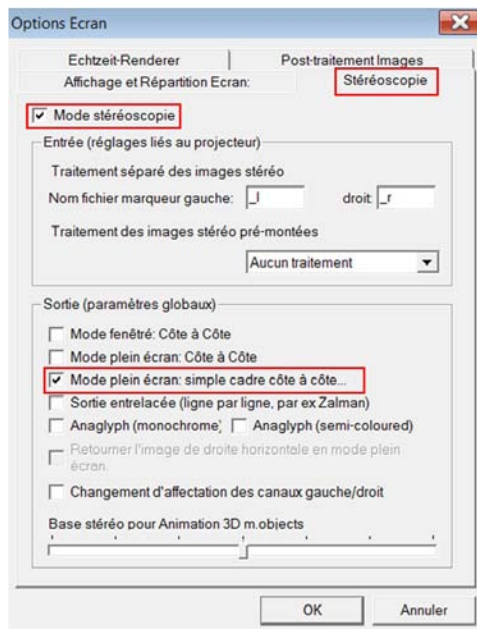 Options Ecran
Echtzeit-Renderer Post-traitement Images
Affichage et Répartition Ecran: Stéréoscopie
Mode stéréoscopie
Entrée (réglages liés au projecteur)
Traitement séparé des images stéréo
Nom fichier marqueur gauche: _l droit: _r
Traitement des images stéréo pré-montées
Aucun traitement
Sortie (paramètres globaux)
Mode fenêtré: Côte à Côte
Mode plein écran: Côte à Côte
Mode plein écran: simple cadre côte à côte...
Sortie entrelacée (ligne par ligne, par ex Zalman)
Anaglyph (monochrome) Anaglyph (semi-coloured)
Retourner l'image de droite horizontale en mode plein
écran.
Changement d'affectation des canaux gauche/droit
Base stéréo pour Animation 3D m.objects
OK Annuler